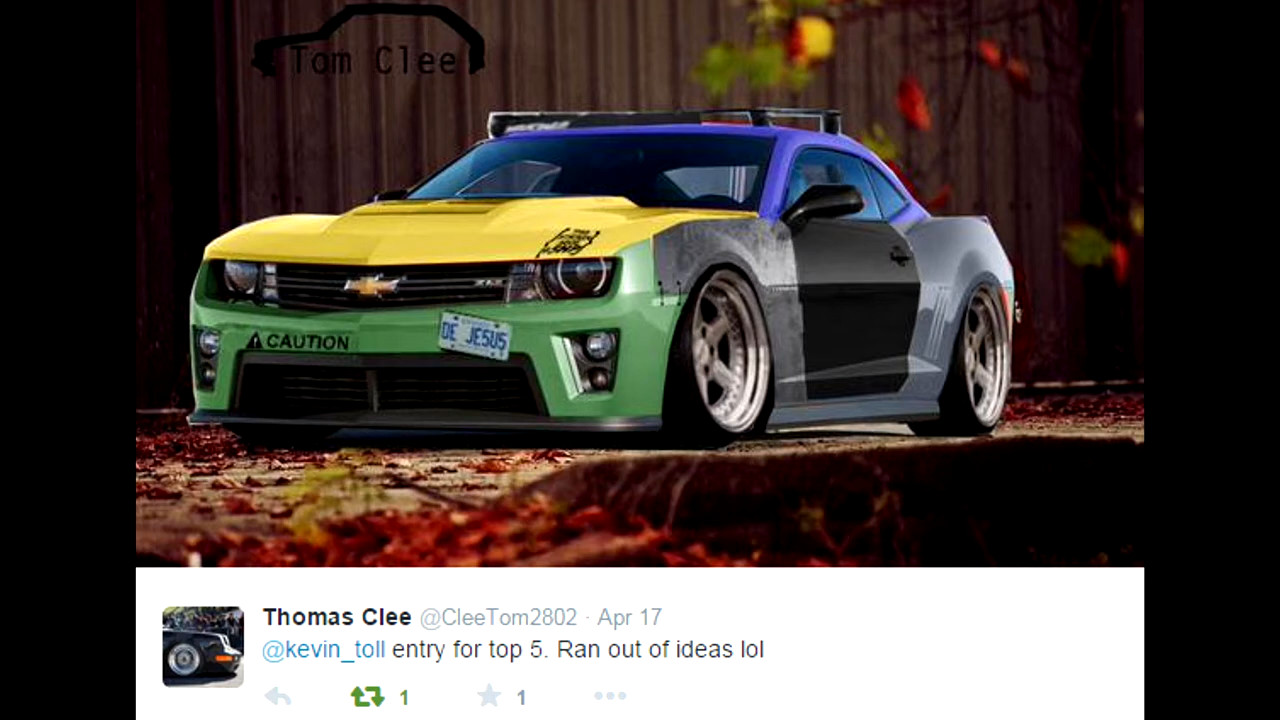 Tom Clee
CAUTION
DE JESUS
Thomas Clee @CleeTom2802 · Apr 17
@kevin_toll entry for top 5. Ran out of ideas lol
1 1